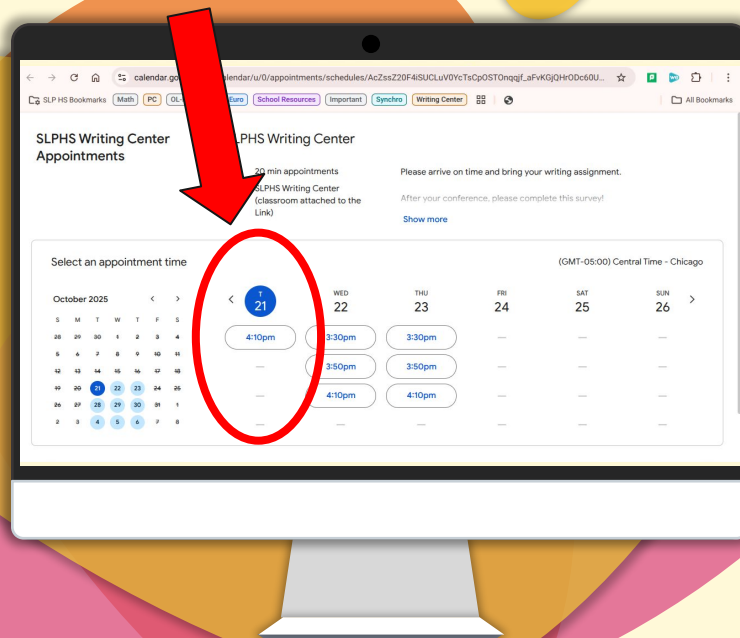 calendar.go
lendar/u/0/appointments/schedules/AcZssZ20F4iSUCLuV0YcTsCpOSTOnqqjf_aFvKGjQHrODc60U...
SLP HS Bookmarks Math PC OL- Euro School Resources Important Synchro Writing Center All Bookmarks
SLPHS Writing Center
Appointments
LPHS Writing Center
20 min appointments
SLPHS Writing Center
(classroom attached to the
Link)
Please arrive on time and bring your writing assignment.
After your conference, please complete this survey!
Show more
Select an appointment time
(GMT-05:00) Central Time - Chicago
October 2025 < >
S M T W T F S
28 29 30 1 2 3 4
5 6 7 8 9 10 11
12 13 14 15 16 17 18
19 20 21 22 23 24 25
26 27 28 29 30 31 1
2 3 4 5 6 7 8
T WED THU FRI SAT SUN
21 22 23 24 25 26
4:10pm 3:30pm 3:30pm — — —
— 3:50pm 3:50pm — — —
— 4:10pm 4:10pm — — —
— — — — — —